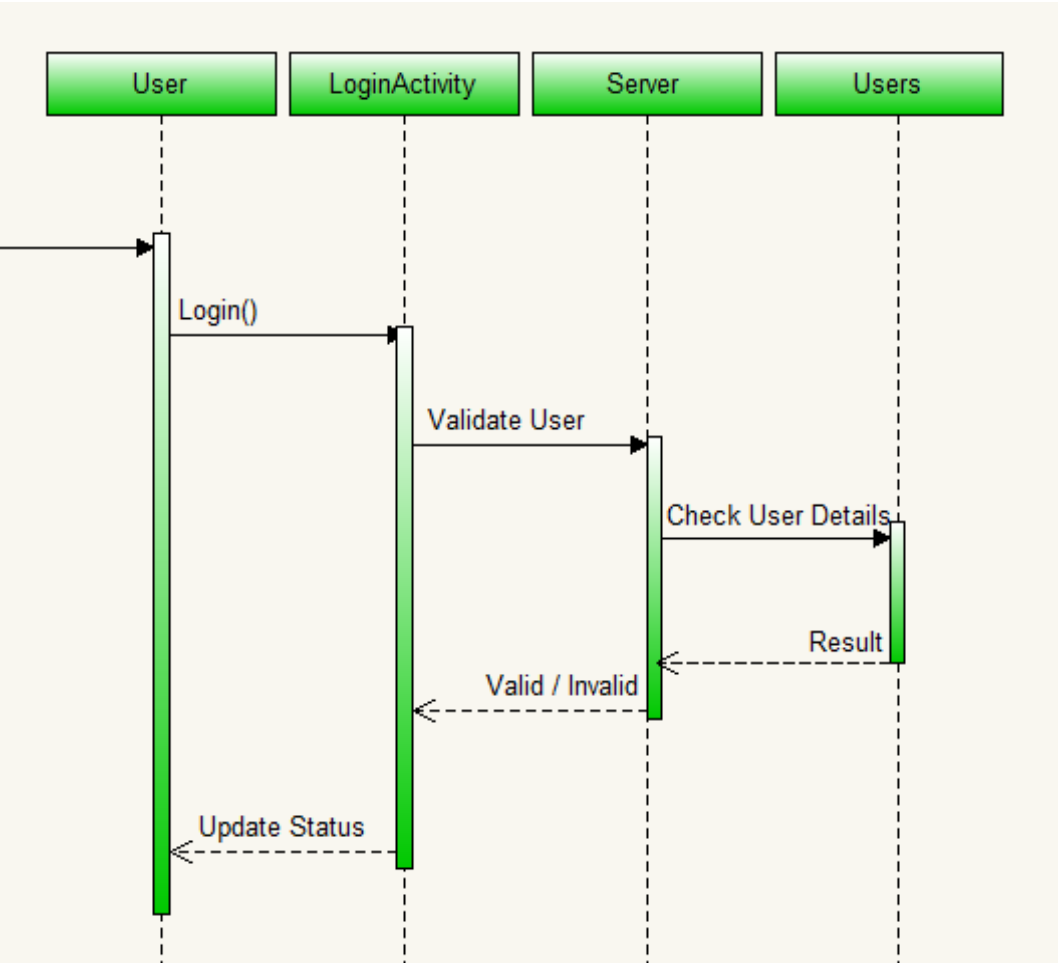 User
LoginActivity
Server
Users
Login()
Validate User
Check User Details
Result
Valid / Invalid
Update Status